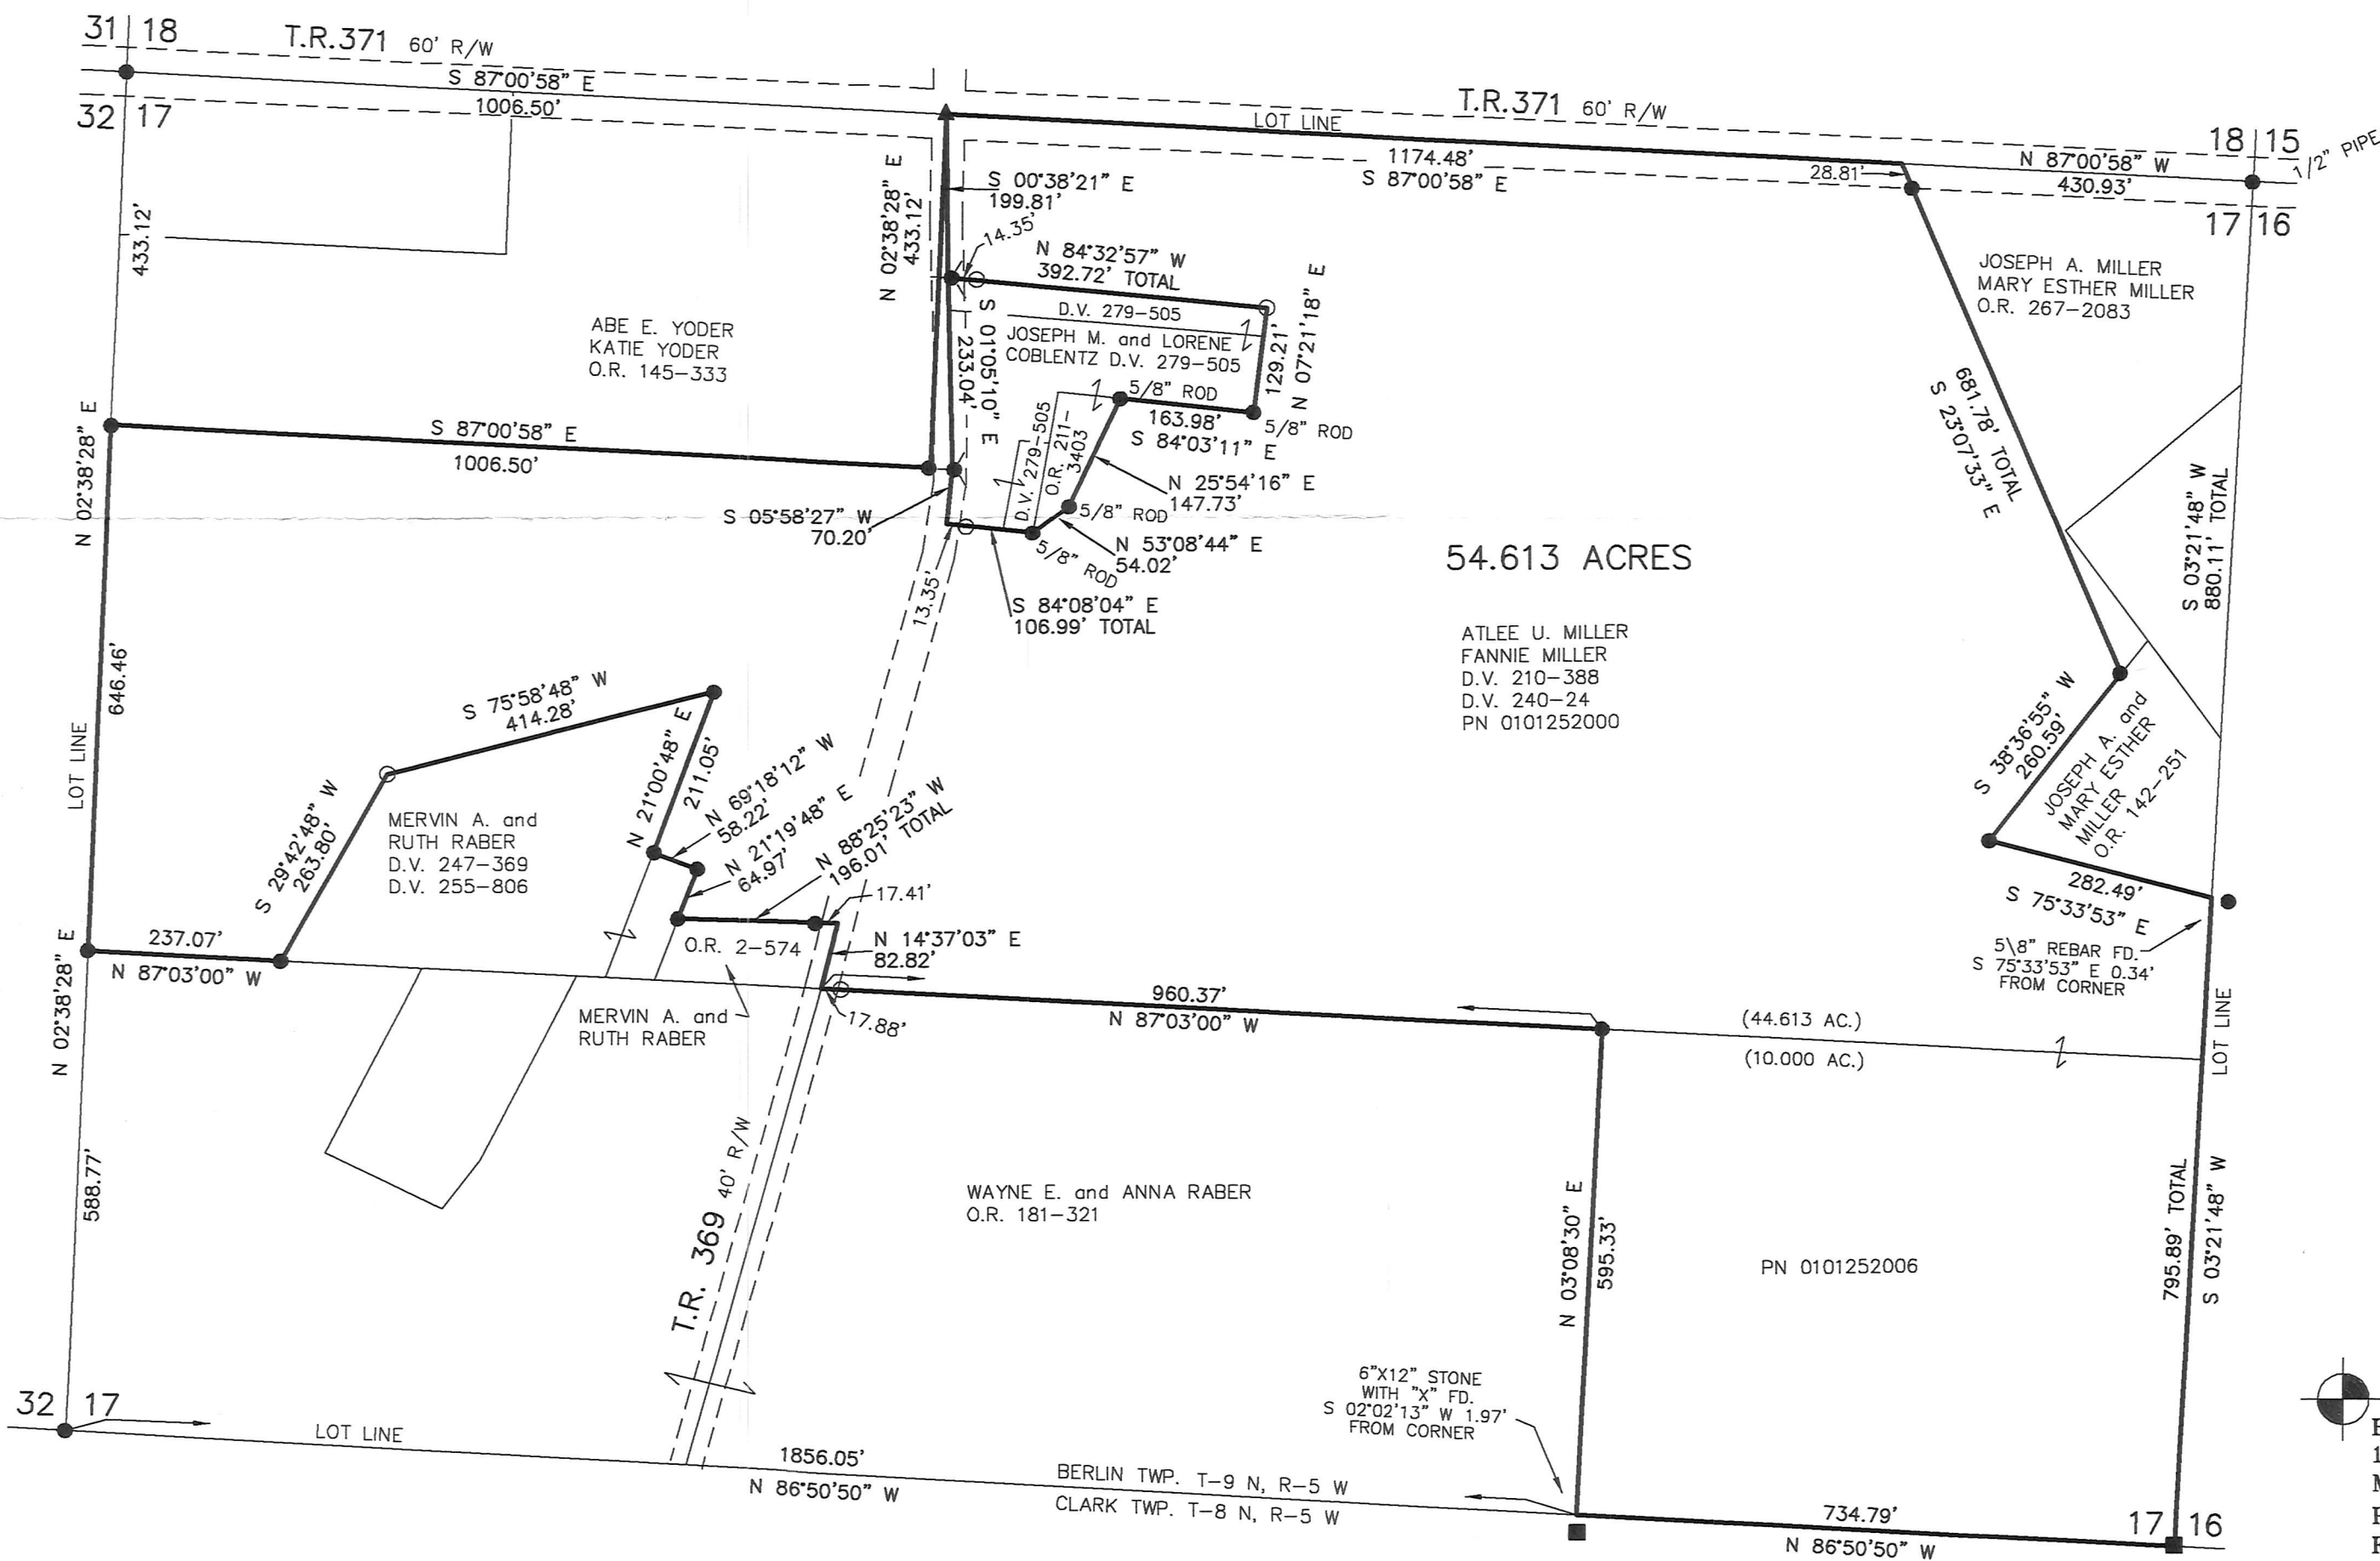 31 18
T.R.371 60' R/W
S 87°00'58" E
1006.50'
32 17
T.R.371 60' R/W
LOT LINE
1174.48'
S 87°00'58" E
28.81'
18 15
1/2" PIPE
N 87°00'58" W
430.93'
17 16
433.12'
N 02°38'28" E
433.12'
S 00°38'21" E
199.81'
14.35'
N 84°32'57" W
392.72' TOTAL
D.V. 279-505
JOSEPH M. and LORENE
COBLENTZ D.V. 279-505
S 01°05'10" E
233.04'
129.21'
N 07°21'18" E
5/8" ROD
163.98'
S 84°03'11" E
5/8" ROD
D.V. 279-505
O.R. 211-
3403
N 25°54'16" E
147.73'
5/8" ROD
N 53°08'44" E
54.02'
5/8" ROD
S 84°08'04" E
106.99' TOTAL
13.35'
S 05°58'27" W
70.20'
ABE E. YODER
KATIE YODER
O.R. 145-333
S 87°00'58" E
1006.50'
N 02°38'28" E
646.46'
LOT LINE
JOSEPH A. MILLER
MARY ESTHER MILLER
O.R. 267-2083
681.78' TOTAL
S 23°07'33" E
S 03°21'48" W
880.11' TOTAL
54.613 ACRES
ATLEE U. MILLER
FANNIE MILLER
D.V. 210-388
D.V. 240-24
PN 0101252000
S 38°36'55" W
260.59'
JOSEPH A. and
MARY ESTHER
MILLER
O.R. 142-251
282.49'
S 75°33'53" E
5\8" REBAR FD.
S 75°33'53" E 0.34'
FROM CORNER
LOT LINE
S 75°58'48" W
414.28'
N 21°00'48" E
211.05'
N 69°18'12" W
58.22'
N 21°19'48" E
64.97'
N 88°25'23" W
196.01' TOTAL
17.41'
S 29°42'48" W
263.80'
MERVIN A. and
RUTH RABER
D.V. 247-369
D.V. 255-806
O.R. 2-574
N 14°37'03" E
82.82'
237.07'
N 87°03'00" W
N 02°38'28" E
588.77'
MERVIN A. and
RUTH RABER
17.88'
960.37'
N 87°03'00" W
(44.613 AC.)
(10.000 AC.)
T.R. 369 40' R/W
WAYNE E. and ANNA RABER
O.R. 181-321
N 03°08'30" E
595.33'
PN 0101252006
795.89' TOTAL
S 03°21'48" W
6"X12" STONE
WITH "X" FD.
S 02°02'13" W 1.97'
FROM CORNER
32 17
LOT LINE
1856.05'
N 86°50'50" W
BERLIN TWP. T-9 N, R-5 W
CLARK TWP. T-8 N, R-5 W
734.79'
N 86°50'50" W
17 16